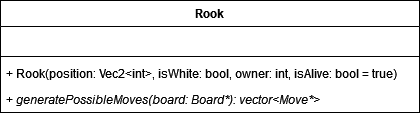 Rook
+ Rook(position: Vec2<int>, isWhite: bool, owner: int, isAlive: bool = true)
+ generatePossibleMoves(board: Board*): vector<Move*>